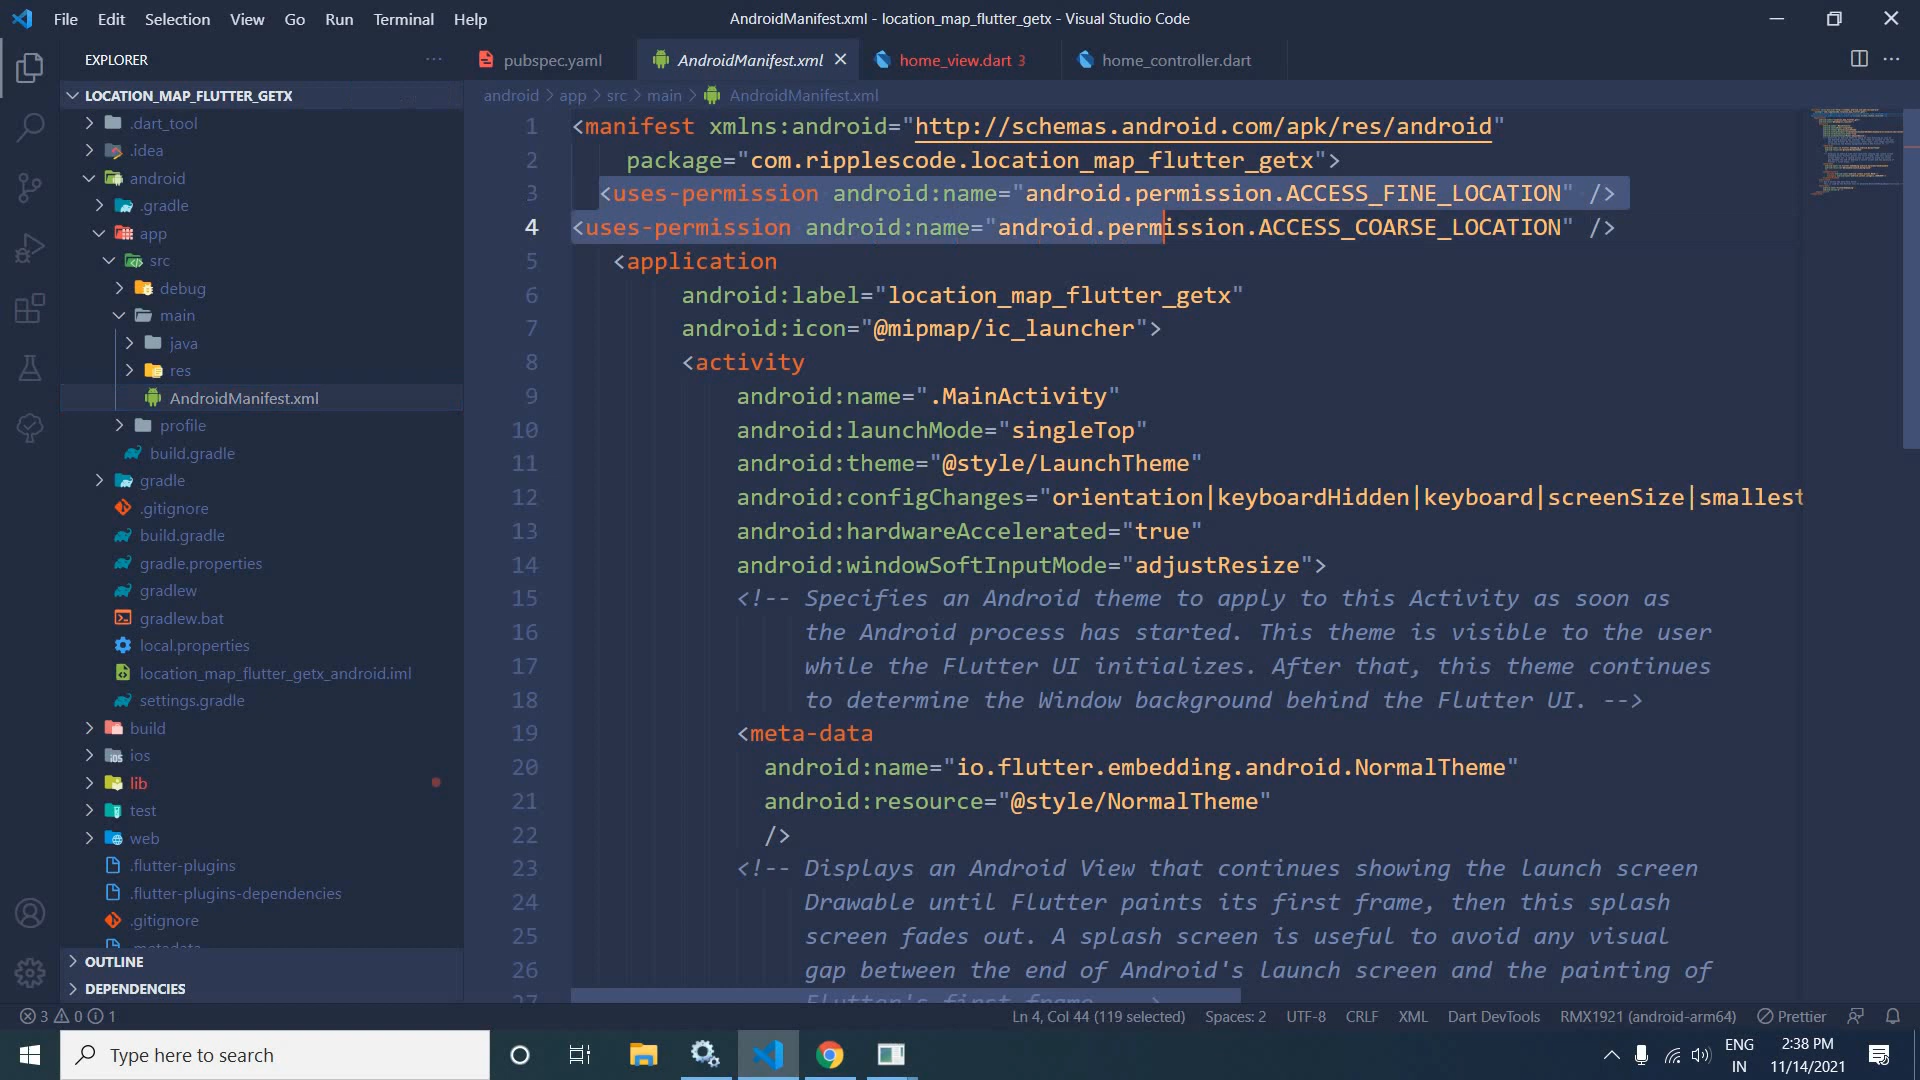 File Edit Selection View Go Run Terminal Help
AndroidManifest.xml - location_map_flutter_getx - Visual Studio Code
EXPLORER
LOCATION_MAP_FLUTTER_GETX
.dart_tool
.idea
android
.gradle
app
src
debug
main
java
res
AndroidManifest.xml
profile
build.gradle
gradle
.gitignore
build.gradle
gradle.properties
gradlew
gradlew.bat
local.properties
location_map_flutter_getx_android.iml
settings.gradle
build
ios
lib
test
web
.flutter-plugins
.flutter-plugins-dependencies
.gitignore
.metadata
OUTLINE
DEPENDENCIES
pubspec.yaml
AndroidManifest.xml
home_view.dart 3
home_controller.dart
android > app > src > main > AndroidManifest.xml
1 <manifest xmlns:android="http://schemas.android.com/apk/res/android"
2 package="com.ripplescode.location_map_flutter_getx">
3 <uses-permission android:name="android.permission.ACCESS_FINE_LOCATION" />
4 <uses-permission android:name="android.permission.ACCESS_COARSE_LOCATION" />
5 <application
6 android:label="location_map_flutter_getx"
7 android:icon="@mipmap/ic_launcher">
8 <activity
9 android:name=".MainActivity"
10 android:launchMode="singleTop"
11 android:theme="@style/LaunchTheme"
12 android:configChanges="orientation|keyboardHidden|keyboard|screenSize|smallest
13 android:hardwareAccelerated="true"
14 android:windowSoftInputMode="adjustResize">
15 <!-- Specifies an Android theme to apply to this Activity as soon as
16 the Android process has started. This theme is visible to the user
17 while the Flutter UI initializes. After that, this theme continues
18 to determine the Window background behind the Flutter UI. -->
19 <meta-data
20 android:name="io.flutter.embedding.android.NormalTheme"
21 android:resource="@style/NormalTheme"
22 />
23 <!-- Displays an Android View that continues showing the launch screen
24 Drawable until Flutter paints its first frame, then this splash
25 screen fades out. A splash screen is useful to avoid any visual
26 gap between the end of Android's launch screen and the painting of
27 Flutter's first frame. -->
3 0 1
Ln 4, Col 44 (119 selected) Spaces: 2 UTF-8 CRLF XML Dart DevTools RMX1921 (android-arm64) Prettier
Type here to search
ENG
IN
2:38 PM
11/14/2021